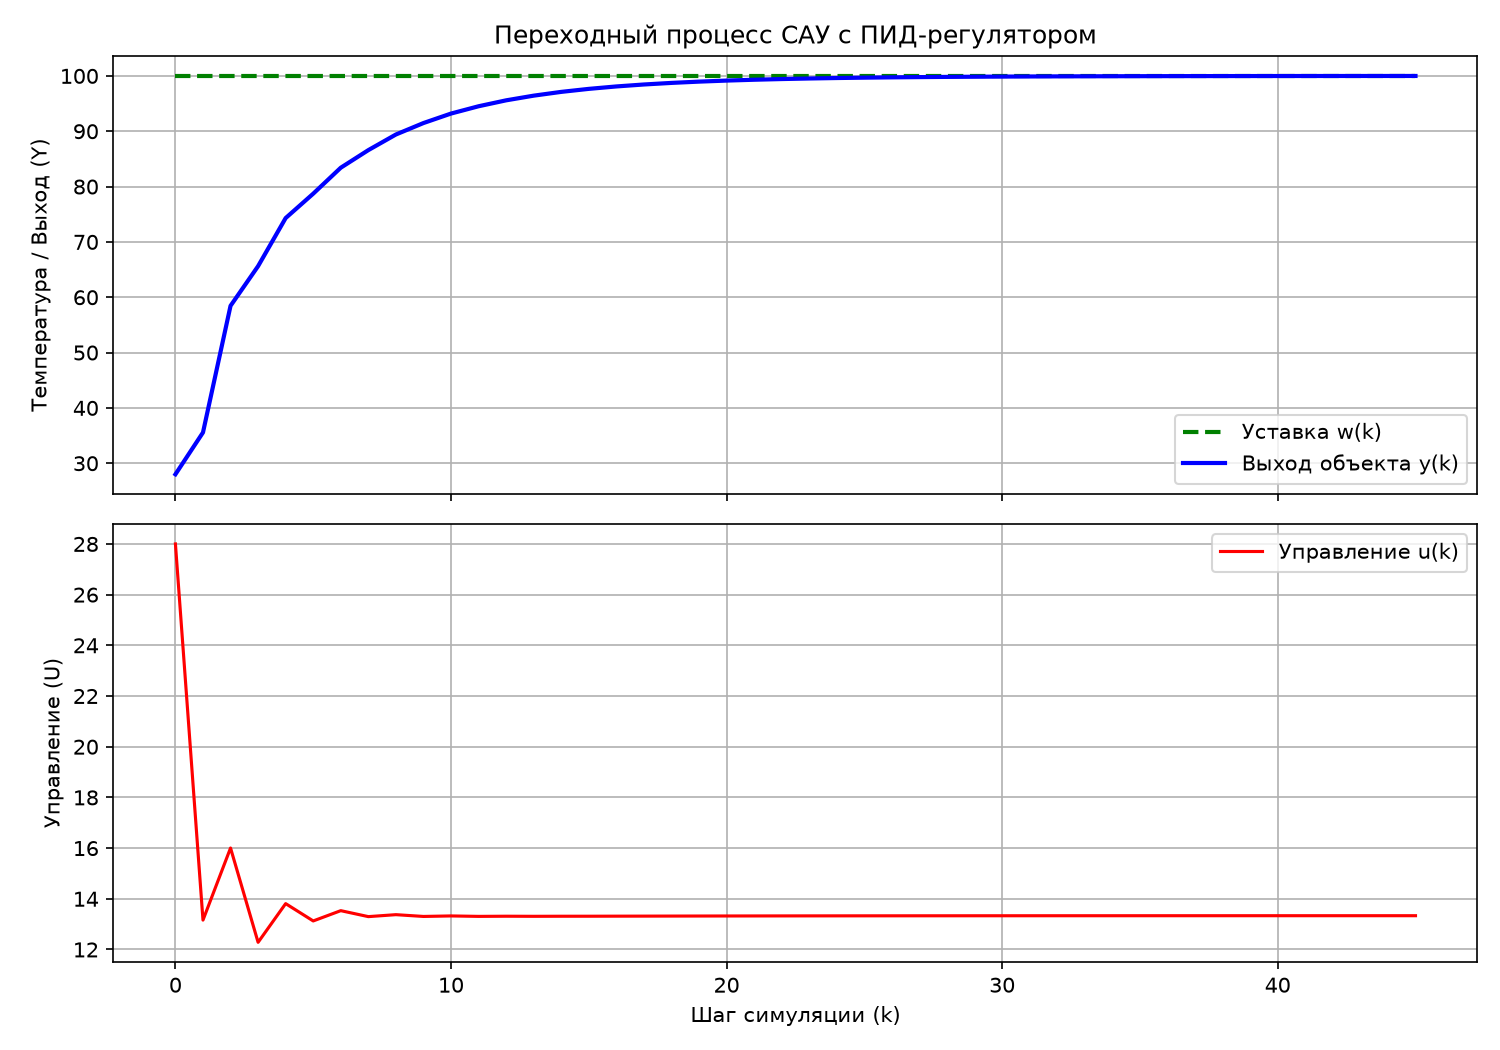 Переходный процесс САУ с ПИД-регулятором
Температура / Выход (Y)
100
90
80
70
60
50
40
30
Уставка w(k)
Выход объекта y(k)
Управление (U)
28
26
24
22
20
18
16
14
12
Управление u(k)
0 10 20 30 40
Шаг симуляции (k)